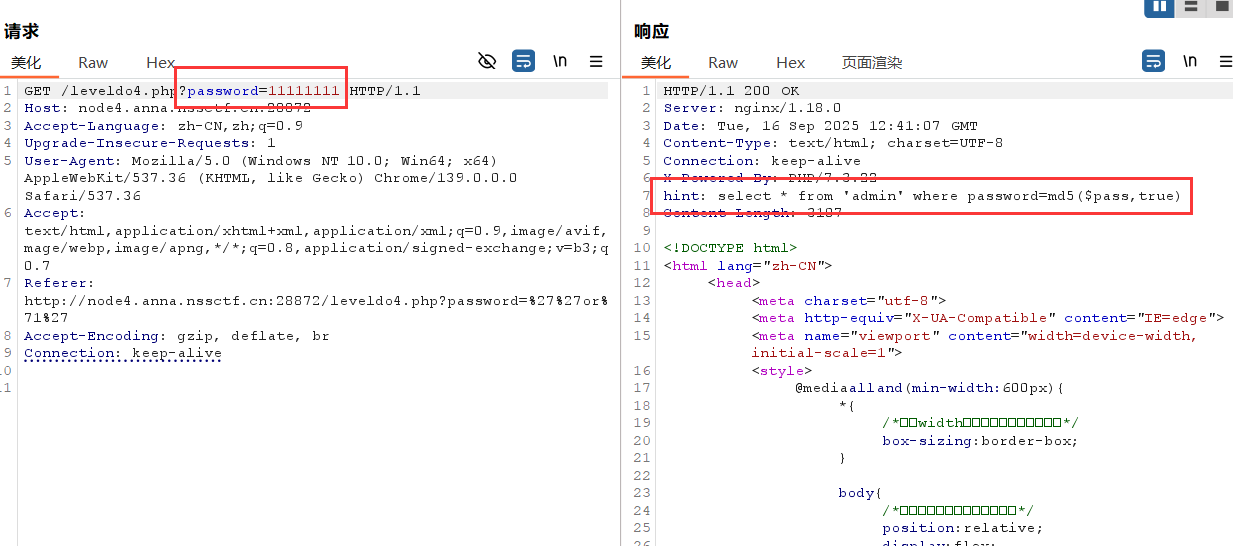 请求
美化 Raw Hex \n
1 GET /leveldo4.php?password=11111111 HTTP/1.1
2 Host: node4.anna.nssctf.cn:28872
3 Accept-Language: zh-CN,zh;q=0.9
4 Upgrade-Insecure-Requests: 1
5 User-Agent: Mozilla/5.0 (Windows NT 10.0; Win64; x64)
AppleWebKit/537.36 (KHTML, like Gecko) Chrome/139.0.0.0
Safari/537.36
6 Accept:
text/html,application/xhtml+xml,application/xml;q=0.9,image/avif,
mage/webp,image/apng,*/*;q=0.8,application/signed-exchange;v=b3;q
0.7
7 Referer:
http://node4.anna.nssctf.cn:28872/leveldo4.php?password=%27%27or%
71%27
8 Accept-Encoding: gzip, deflate, br
9 Connection: keep-alive
10
11
响应
美化 Raw Hex 页面渲染 \n
1 HTTP/1.1 200 OK
2 Server: nginx/1.18.0
3 Date: Tue, 16 Sep 2025 12:41:07 GMT
4 Content-Type: text/html; charset=UTF-8
5 Connection: keep-alive
6 X-Powered-By: PHP/7.3.22
7 hint: select * from 'admin' where password=md5($pass,true)
8 Content-Length: 3107
9
10 <!DOCTYPE html>
11 <html lang="zh-CN">
12 <head>
13 <meta charset="utf-8">
14 <meta http-equiv="X-UA-Compatible" content="IE=edge">
15 <meta name="viewport" content="width=device-width,
initial-scale=1">
16 <style>
17 @mediaalland(min-width:600px){
18 *{
19 /*□□width□□□□□□□□□□□*/
20 box-sizing:border-box;
21 }
22
23 body{
24 /*□□□□□□□□□□□□□*/
25 position:relative;
26 display:flex;